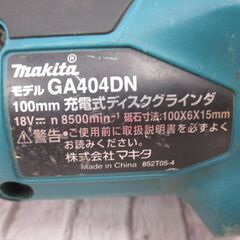 makita
モデル GA404DN
100mm 充電式ディスクグラインダ
18V⎓ n 8500min⁻¹ 砥石寸法:100X6X15mm
⚠警告・ご使用前に取扱説明書を必ずよく
お読みください。
株式会社マキタ
Made in China 852T05-4